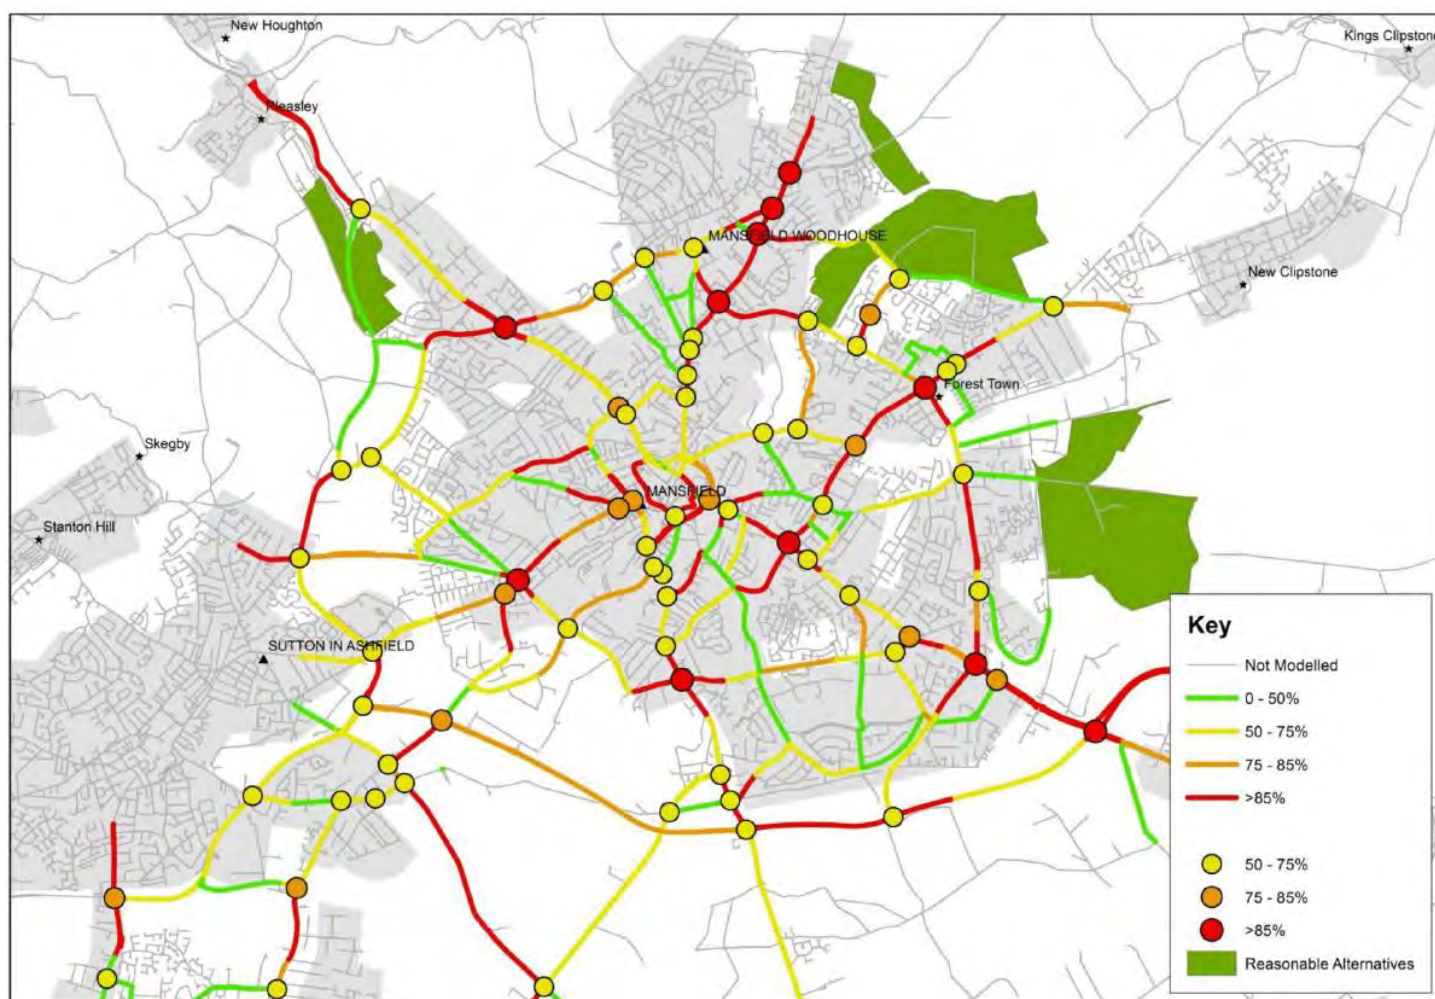 New Houghton
Kings Clipstone
Pleasley
MANSFIELD WOODHOUSE
New Clipstone
Forest Town
Skegby
MANSFIELD
Stanton Hill
SUTTON IN ASHFIELD
Key
Not Modelled
0 - 50%
50 - 75%
75 - 85%
>85%
50 - 75%
75 - 85%
>85%
Reasonable Alternatives